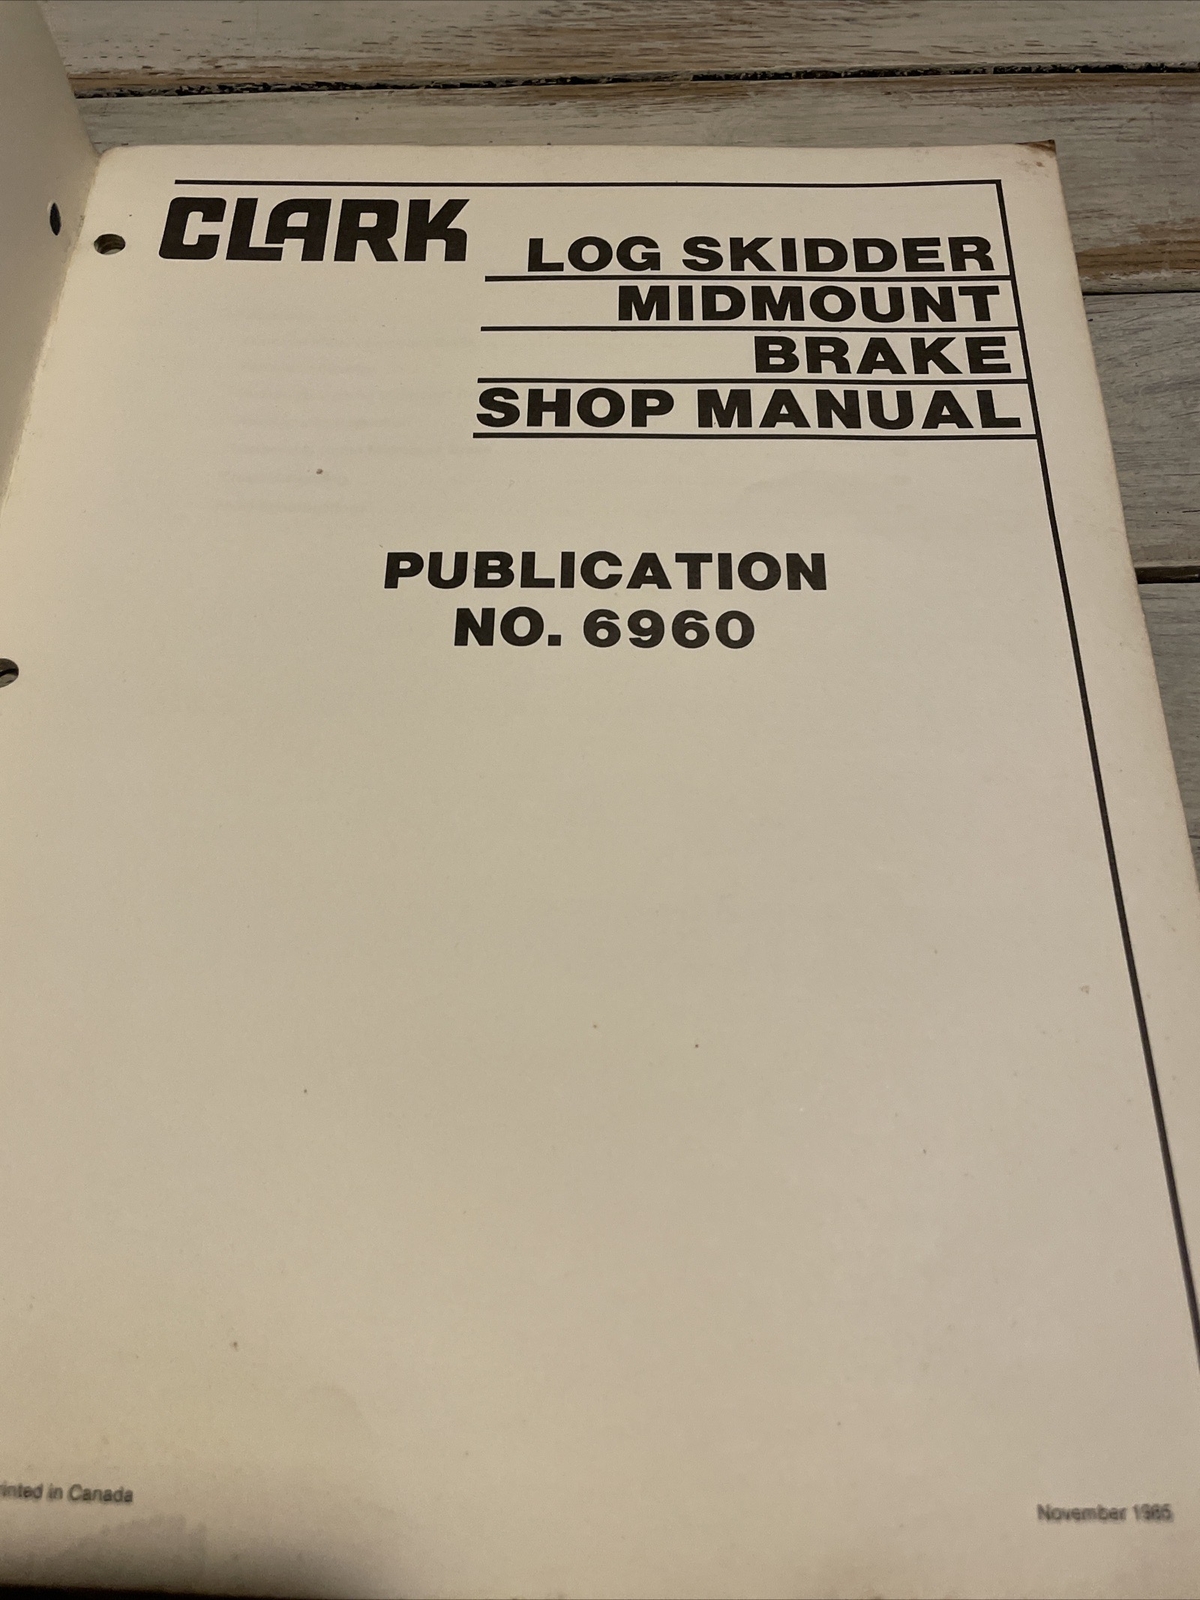 CLARK
LOG SKIDDER
MIDMOUNT
BRAKE
SHOP MANUAL
PUBLICATION
NO. 6960
inted in Canada
November 1985